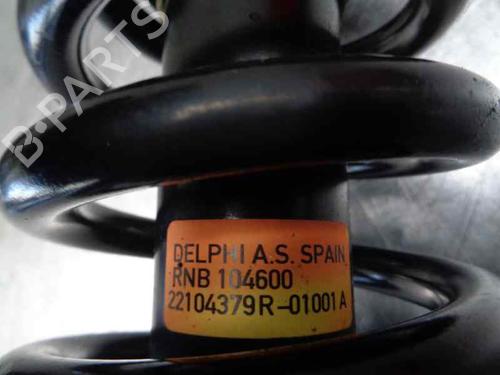 B-PARTS
DELPHI A.S. SPAIN
RNB 104600
22104379R-01001A